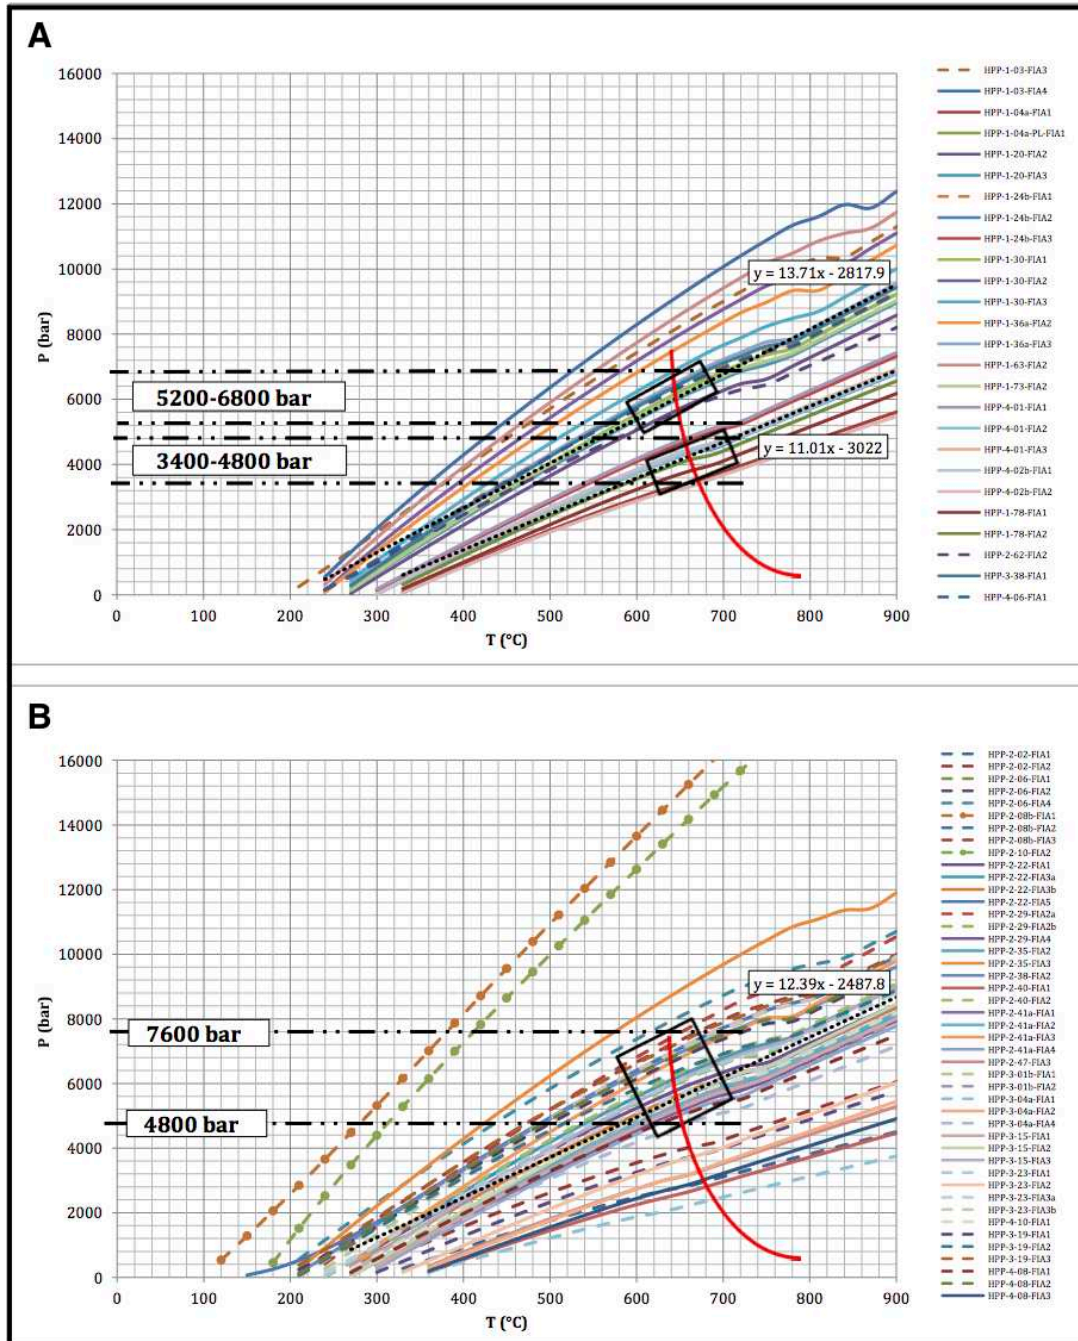 A
16000
14000
12000
10000
8000
6000
4000
2000
0
P (bar)
0 100 200 300 400 500 600 700 800 900
T (°C)
y = 13.71x - 2817.9
5200-6800 bar
3400-4800 bar
y = 11.01x - 3022
HPP-1-03-FIA3
HPP-1-03-FIA4
HPP-1-04a-FIA1
HPP-1-04a-PL-FIA1
HPP-1-20-FIA2
HPP-1-20-FIA3
HPP-1-24b-FIA1
HPP-1-24b-FIA2
HPP-1-24b-FIA3
HPP-1-30-FIA1
HPP-1-30-FIA2
HPP-1-30-FIA3
HPP-1-36a-FIA2
HPP-1-36a-FIA3
HPP-1-63-FIA2
HPP-1-73-FIA2
HPP-4-01-FIA1
HPP-4-01-FIA2
HPP-4-01-FIA3
HPP-4-02b-FIA1
HPP-4-02b-FIA2
HPP-1-78-FIA1
HPP-1-78-FIA2
HPP-2-62-FIA2
HPP-3-38-FIA1
HPP-4-06-FIA1
B
16000
14000
12000
10000
8000
6000
4000
2000
0
P (bar)
0 100 200 300 400 500 600 700 800 900
T (°C)
y = 12.39x - 2487.8
7600 bar
4800 bar
HPP-2-02-FIA1
HPP-2-02-FIA2
HPP-2-06-FIA1
HPP-2-06-FIA2
HPP-2-06-FIA4
HPP-2-08b-FIA1
HPP-2-08b-FIA2
HPP-2-08b-FIA3
HPP-2-10-FIA2
HPP-2-22-FIA1
HPP-2-22-FIA3a
HPP-2-22-FIA3b
HPP-2-22-FIA5
HPP-2-29-FIA2a
HPP-2-29-FIA2b
HPP-2-29-FIA4
HPP-2-35-FIA2
HPP-2-35-FIA3
HPP-2-38-FIA2
HPP-2-40-FIA1
HPP-2-40-FIA2
HPP-2-41a-FIA1
HPP-2-41a-FIA2
HPP-2-41a-FIA3
HPP-2-41a-FIA4
HPP-2-47-FIA3
HPP-3-01b-FIA1
HPP-3-01b-FIA2
HPP-3-04a-FIA1
HPP-3-04a-FIA2
HPP-3-04a-FIA4
HPP-3-15-FIA1
HPP-3-15-FIA2
HPP-3-15-FIA3
HPP-3-23-FIA1
HPP-3-23-FIA2
HPP-3-23-FIA3a
HPP-3-23-FIA3b
HPP-4-10-FIA1
HPP-3-19-FIA1
HPP-3-19-FIA2
HPP-3-19-FIA3
HPP-4-08-FIA1
HPP-4-08-FIA2
HPP-4-08-FIA3